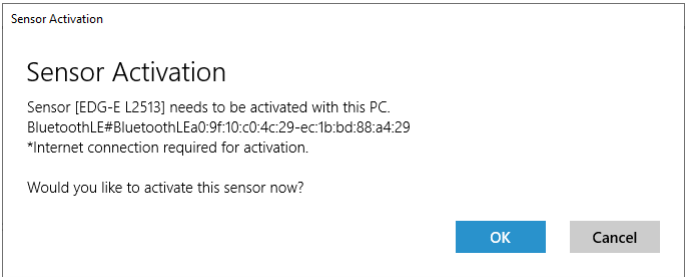 Sensor Activation
Sensor Activation
Sensor [EDG-E L2513] needs to be activated with this PC.
BluetoothLE#BluetoothLEa0:9f:10:c0:4c:29-ec:1b:bd:88:a4:29
*Internet connection required for activation.
Would you like to activate this sensor now?
OK
Cancel